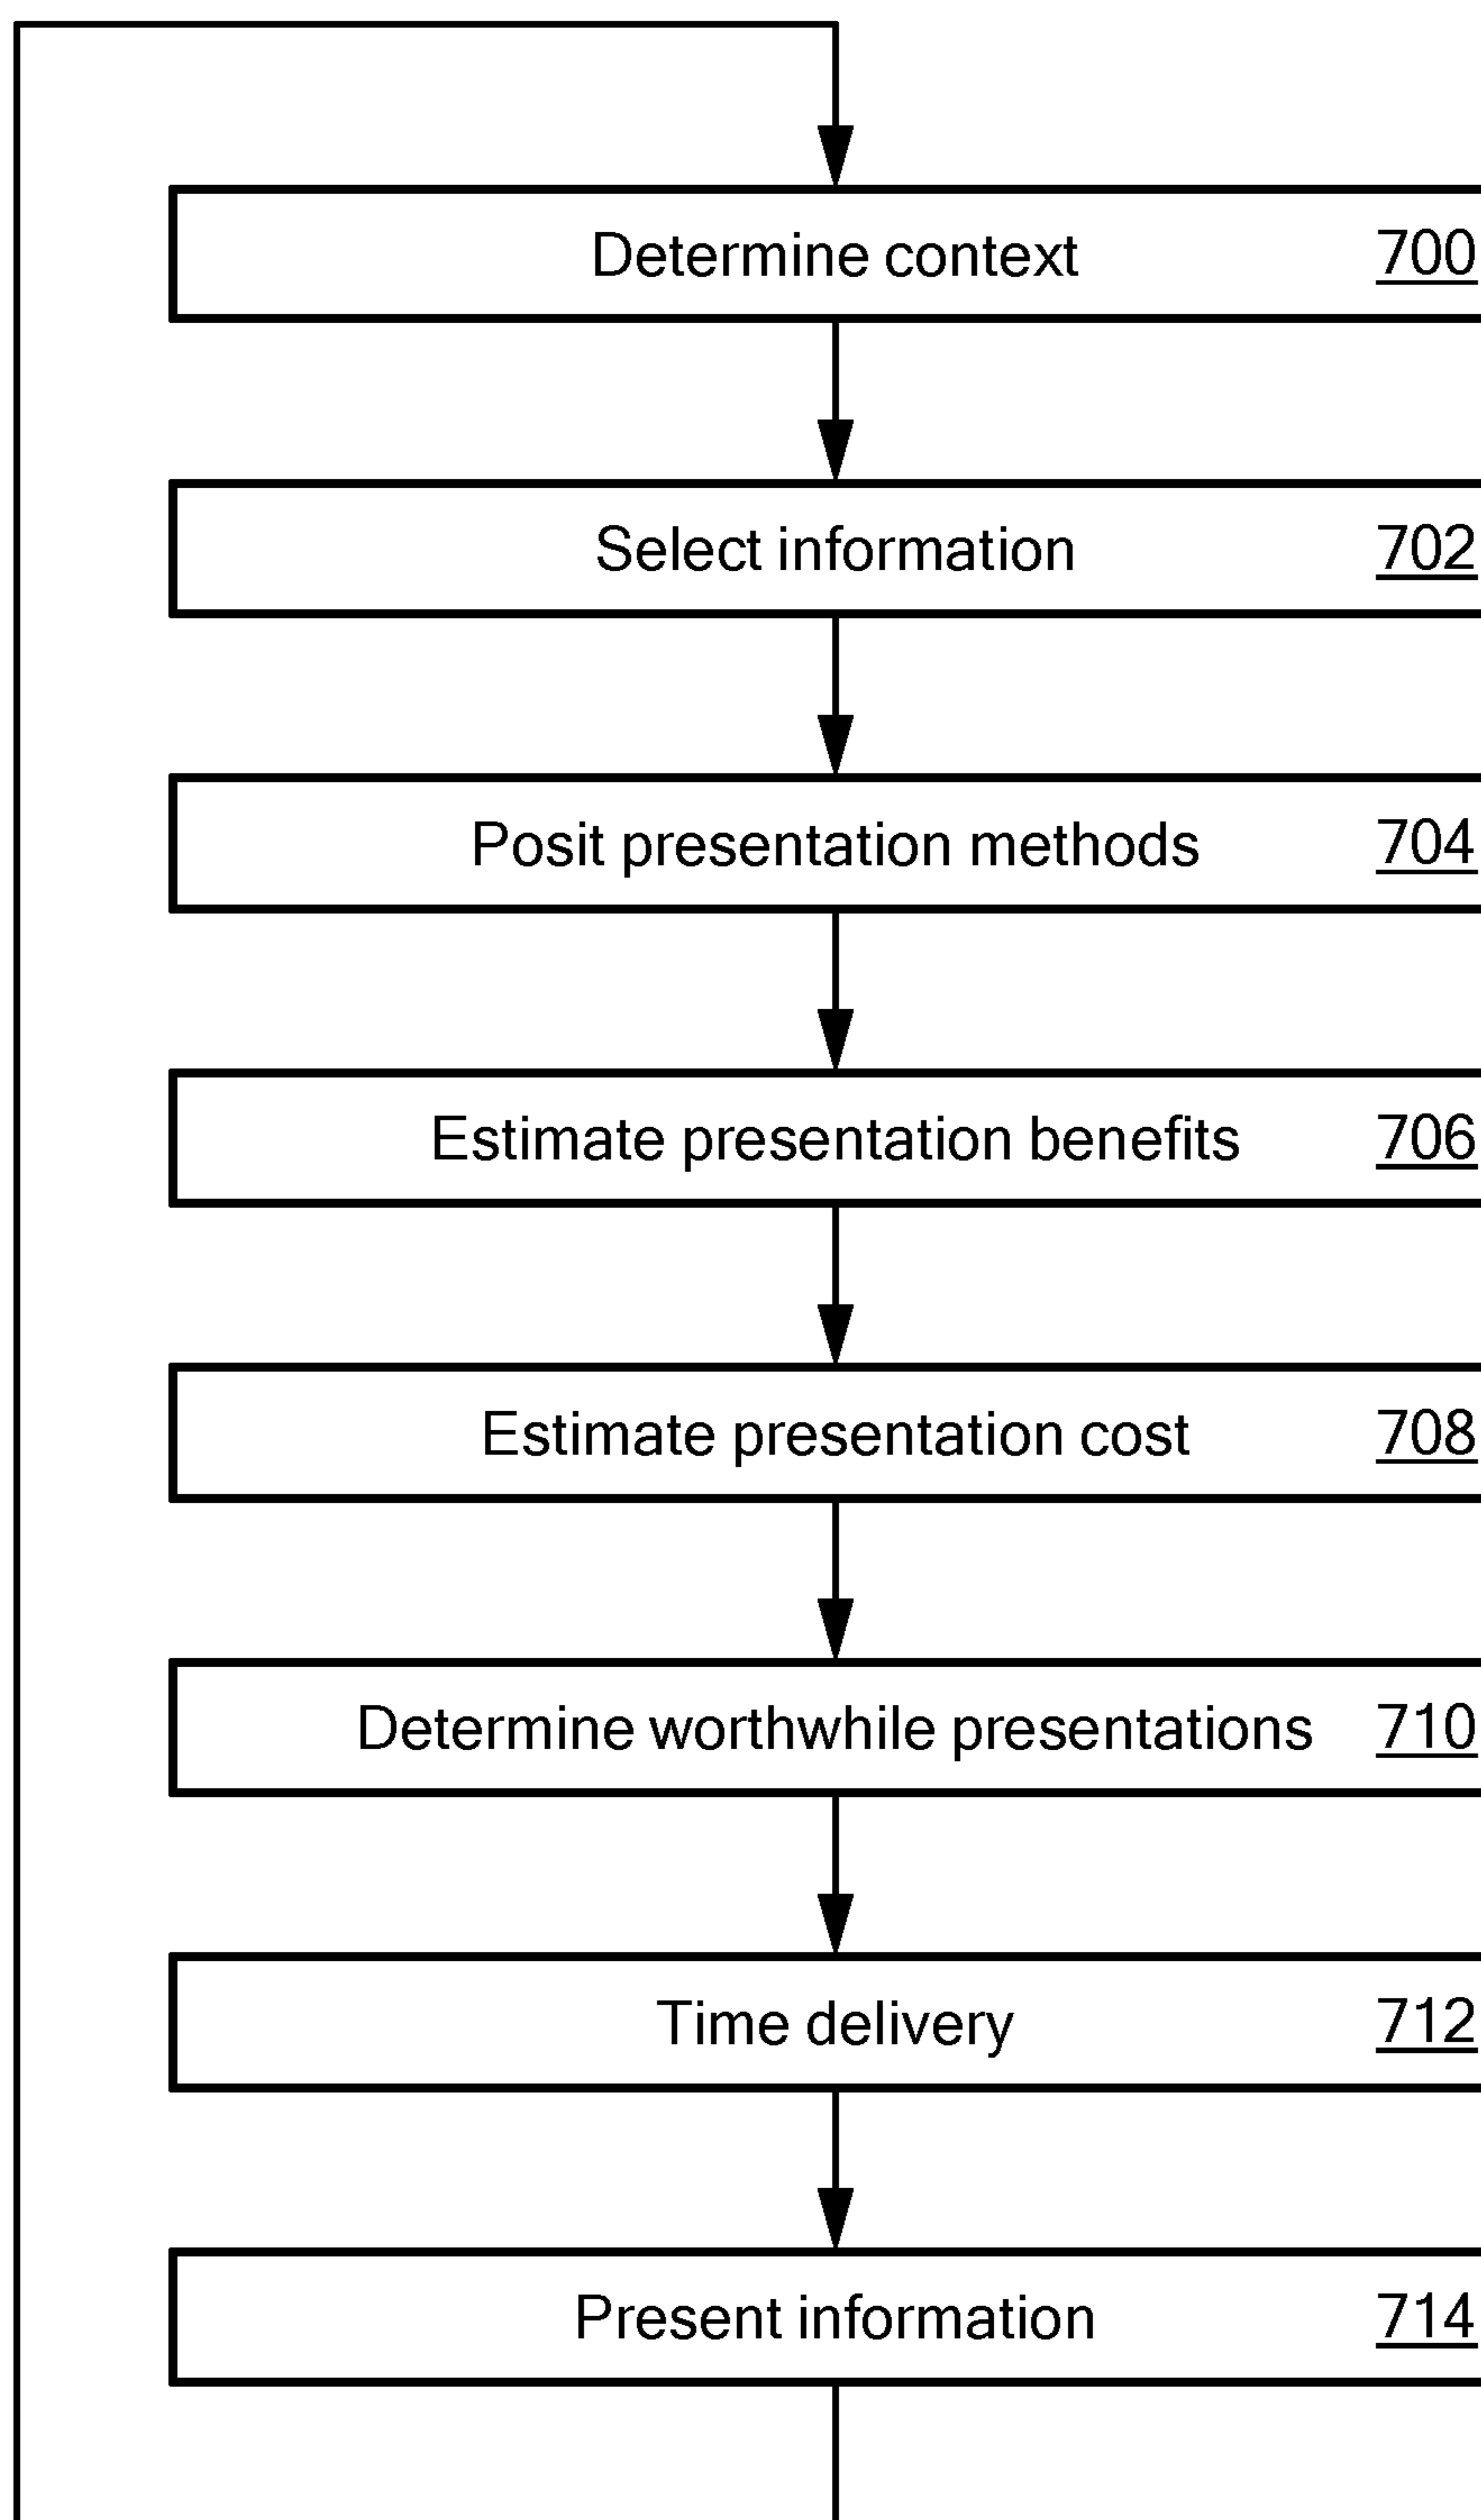 Determine context 700
Select information 702
Posit presentation methods 704
Estimate presentation benefits 706
Estimate presentation cost 708
Determine worthwhile presentations 710
Time delivery 712
Present information 714